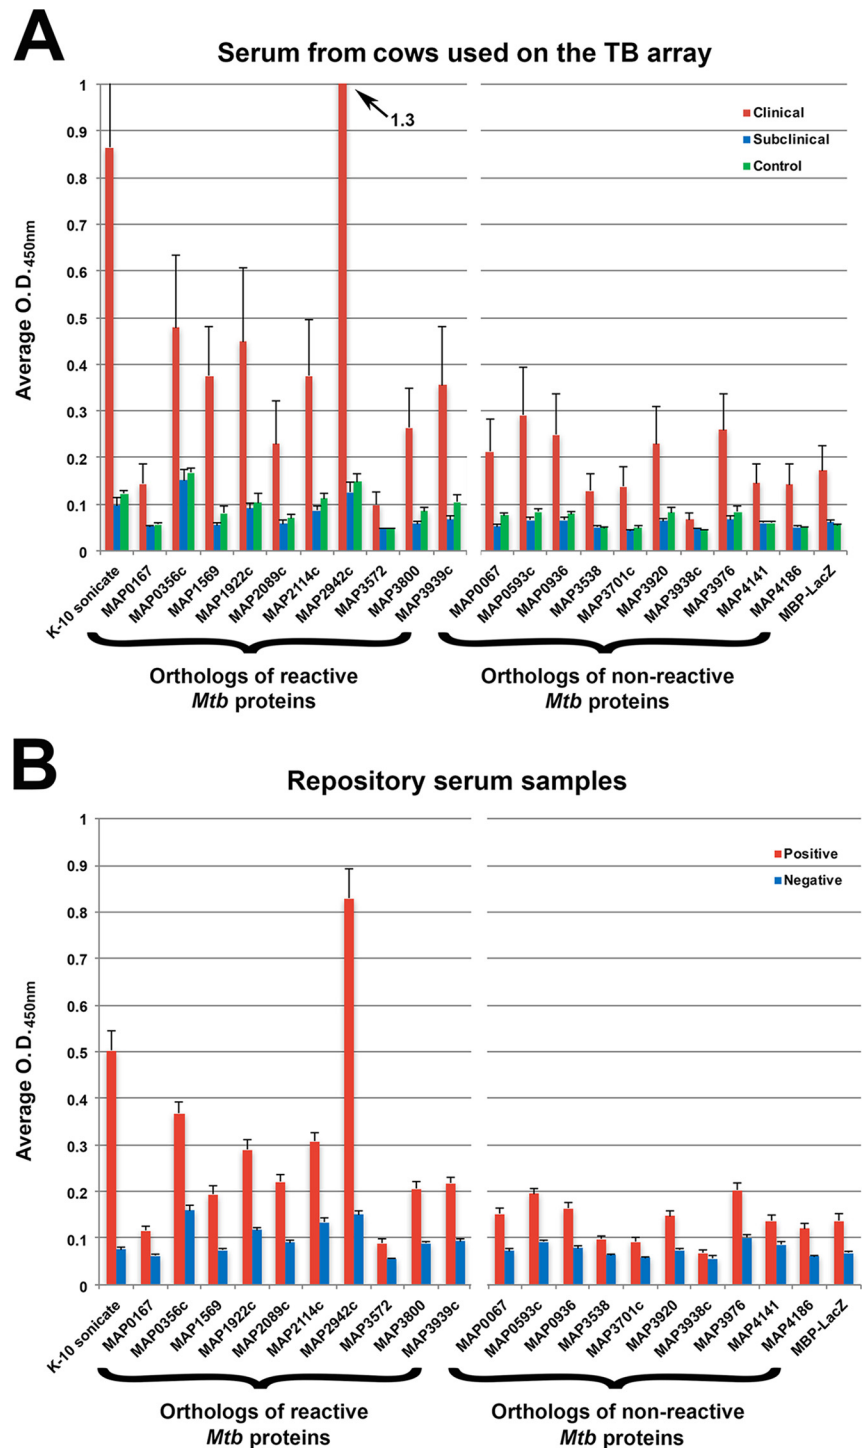 A
Serum from cows used on the TB array
1
0.9
0.8
0.7
0.6
0.5
0.4
0.3
0.2
0.1
0
Average O.D.450nm
1.3
Clinical
Subclinical
Control
K-10 sonicate
MAP0167
MAP0356c
MAP1569
MAP1922c
MAP2089c
MAP2114c
MAP2942c
MAP3572
MAP3800
MAP3939c
MAP0067
MAP0593c
MAP0936
MAP3538
MAP3701c
MAP3920
MAP3938c
MAP3976
MAP4141
MAP4186
MBP-LacZ
Orthologs of reactive
Mtb proteins
Orthologs of non-reactive
Mtb proteins
B
Repository serum samples
1
0.9
0.8
0.7
0.6
0.5
0.4
0.3
0.2
0.1
0
Average O.D.450nm
Positive
Negative
K-10 sonicate
MAP0167
MAP0356c
MAP1569
MAP1922c
MAP2089c
MAP2114c
MAP2942c
MAP3572
MAP3800
MAP3939c
MAP0067
MAP0593c
MAP0936
MAP3538
MAP3701c
MAP3920
MAP3938c
MAP3976
MAP4141
MAP4186
MBP-LacZ
Orthologs of reactive
Mtb proteins
Orthologs of non-reactive
Mtb proteins